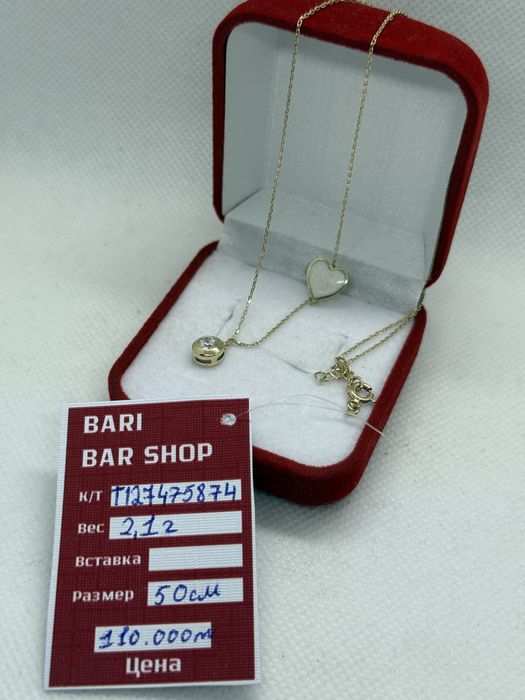 BARI
BAR SHOP
К/Т Т127475874
Вес 2,1г
Вставка
Размер 50см
110.000т
Цена